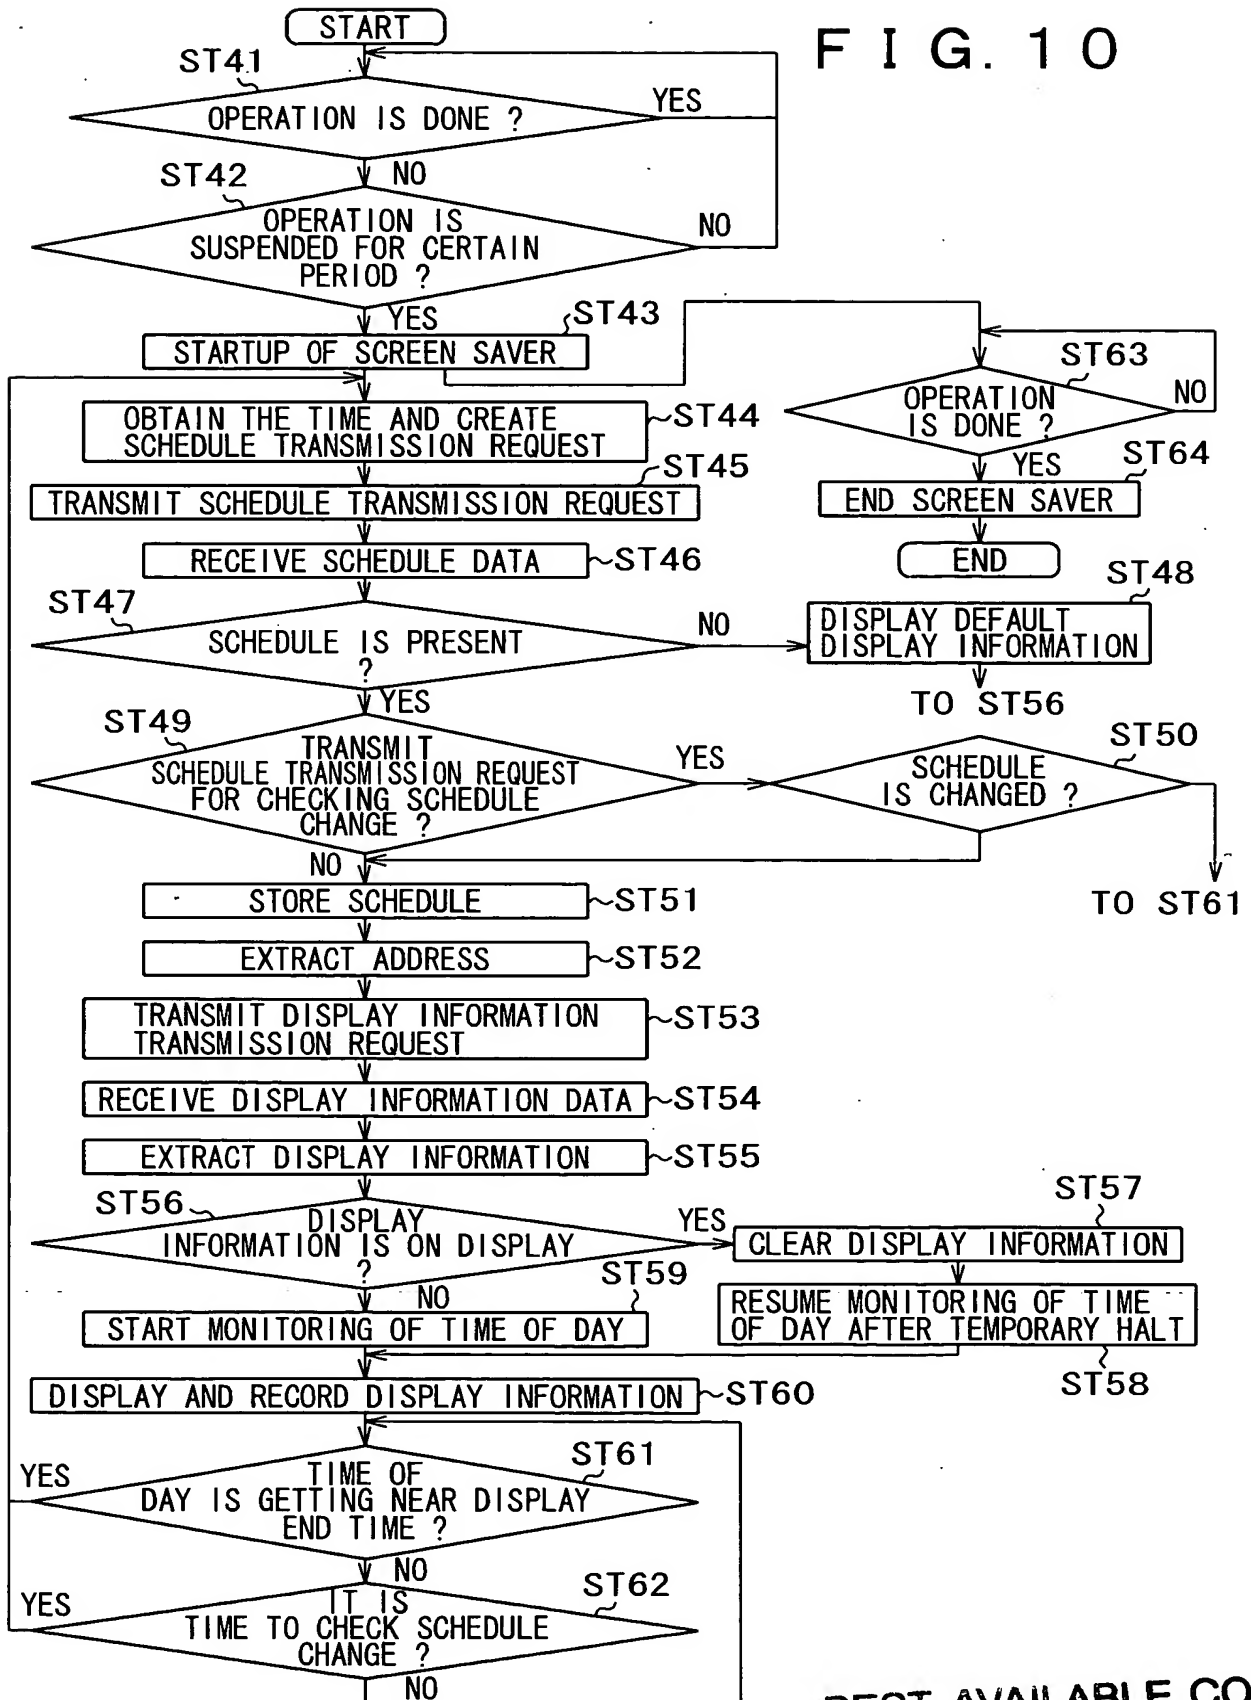 FIG. 10
START
ST41
OPERATION IS DONE ?
YES
NO
ST42
OPERATION IS
SUSPENDED FOR CERTAIN
PERIOD ?
NO
YES
ST43
STARTUP OF SCREEN SAVER
ST63
OPERATION
IS DONE ?
NO
YES
ST64
END SCREEN SAVER
END
OBTAIN THE TIME AND CREATE
SCHEDULE TRANSMISSION REQUEST
ST44
ST45
TRANSMIT SCHEDULE TRANSMISSION REQUEST
RECEIVE SCHEDULE DATA
ST46
ST47
SCHEDULE IS PRESENT
?
NO
YES
ST48
DISPLAY DEFAULT
DISPLAY INFORMATION
TO ST56
ST49
TRANSMIT
SCHEDULE TRANSMISSION REQUEST
FOR CHECKING SCHEDULE
CHANGE ?
YES
NO
ST50
SCHEDULE
IS CHANGED ?
TO ST61
STORE SCHEDULE
ST51
EXTRACT ADDRESS
ST52
TRANSMIT DISPLAY INFORMATION
TRANSMISSION REQUEST
ST53
RECEIVE DISPLAY INFORMATION DATA
ST54
EXTRACT DISPLAY INFORMATION
ST55
ST56
DISPLAY
INFORMATION IS ON DISPLAY
?
YES
NO
ST57
CLEAR DISPLAY INFORMATION
RESUME MONITORING OF TIME
OF DAY AFTER TEMPORARY HALT
ST58
ST59
START MONITORING OF TIME OF DAY
DISPLAY AND RECORD DISPLAY INFORMATION
ST60
ST61
TIME OF
DAY IS GETTING NEAR DISPLAY
END TIME ?
YES
NO
ST62
IT IS
TIME TO CHECK SCHEDULE
CHANGE ?
YES
NO
BEST AVAILABLE CO